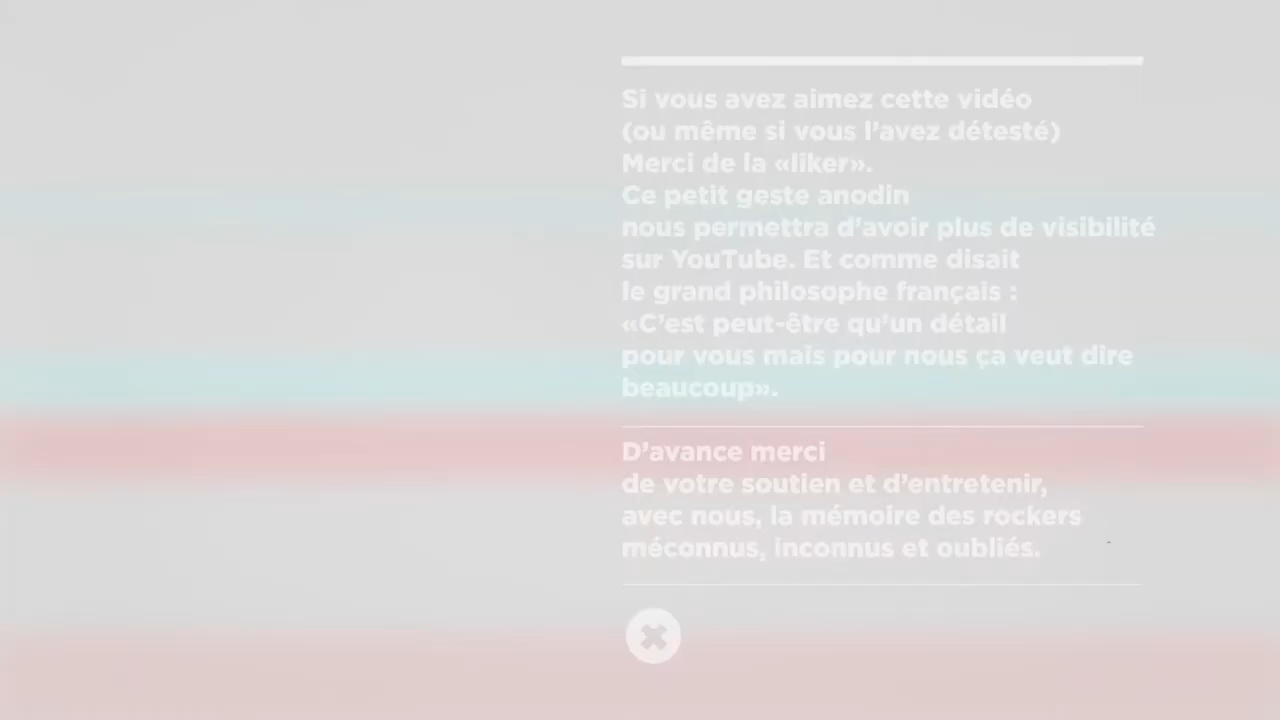 Si vous avez aimez cette vidéo
(ou même si vous l'avez détesté)
Merci de la «liker».
Ce petit geste anodin
nous permettra d'avoir plus de visibilité
sur YouTube. Et comme disait
le grand philosophe français :
«C'est peut-être qu'un détail
pour vous mais pour nous ça veut dire
beaucoup».
D'avance merci
de votre soutien et d'entretenir,
avec nous, la mémoire des rockers
méconnus, inconnus et oubliés.